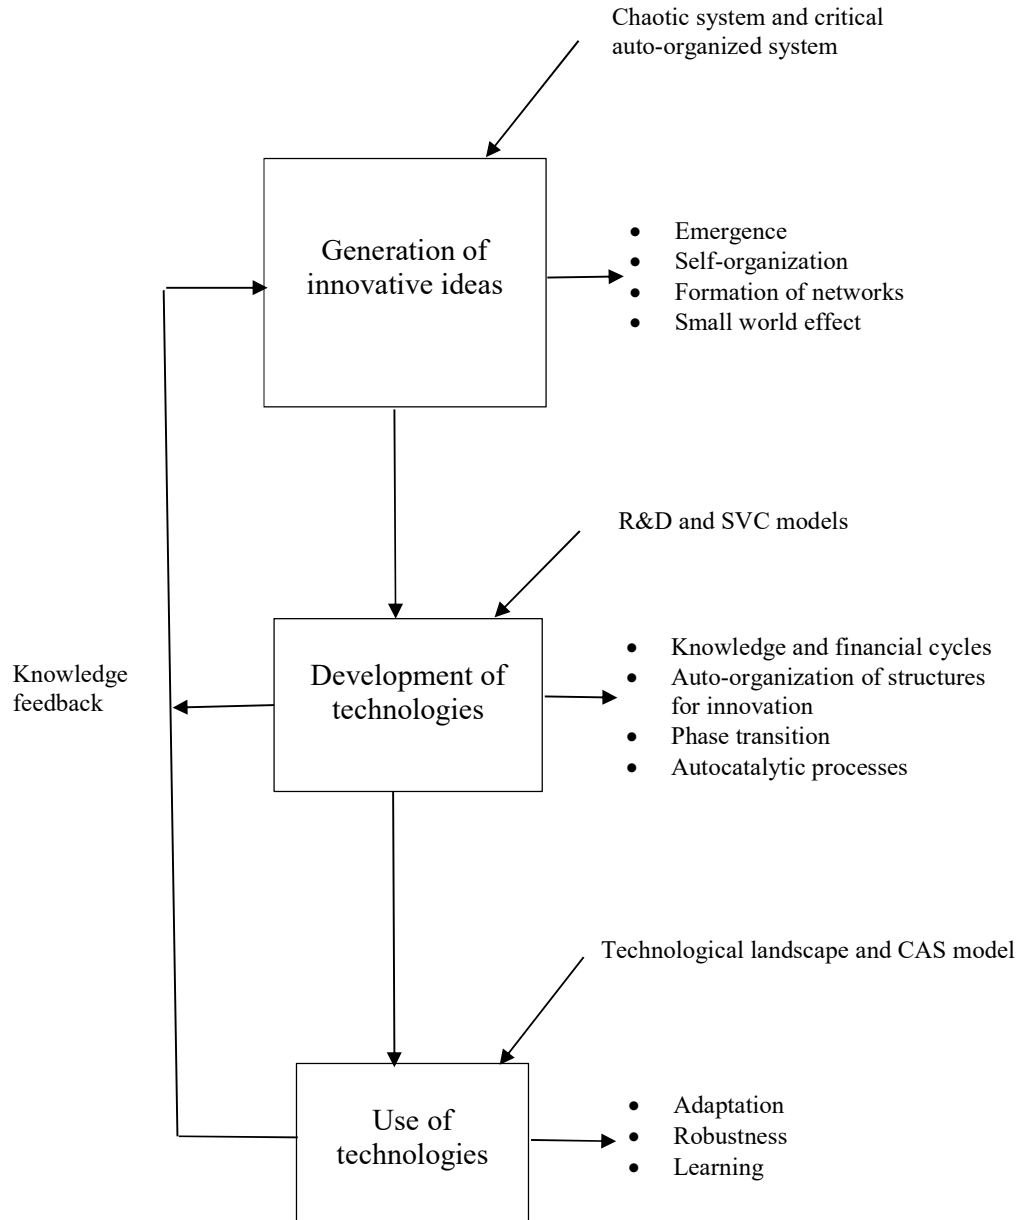 Chaotic system and critical
auto-organized system
Generation of
innovative ideas
• Emergence
• Self-organization
• Formation of networks
• Small world effect
R&D and SVC models
Knowledge
feedback
Development of
technologies
• Knowledge and financial cycles
• Auto-organization of structures
for innovation
• Phase transition
• Autocatalytic processes
Technological landscape and CAS model
Use of
technologies
• Adaptation
• Robustness
• Learning